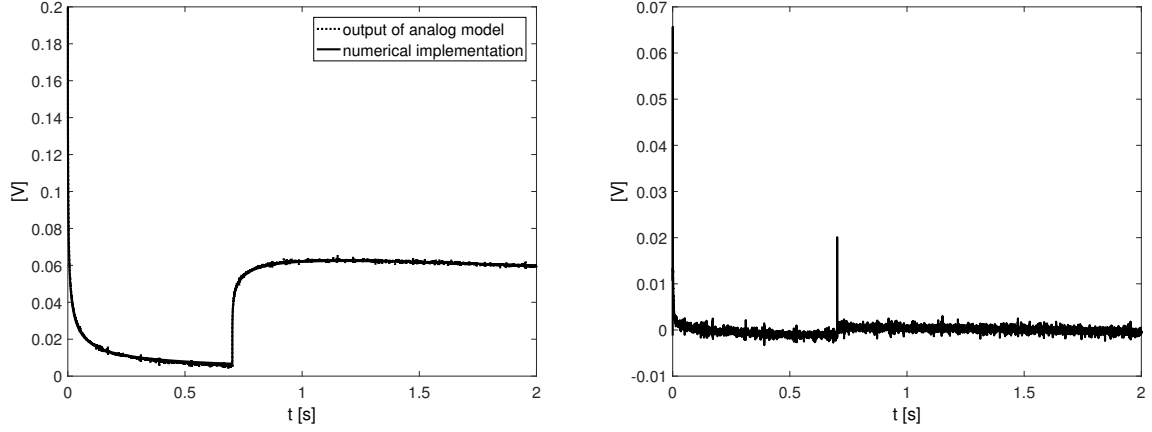 0.2
0.18
0.16
0.14
0.12
0.1
0.08
0.06
0.04
0.02
0
[V]
output of analog model
numerical implementation
0 0.5 1 1.5 2
t [s]
0.07
0.06
0.05
0.04
0.03
0.02
0.01
0
-0.01
[V]
0 0.5 1 1.5 2
t [s]